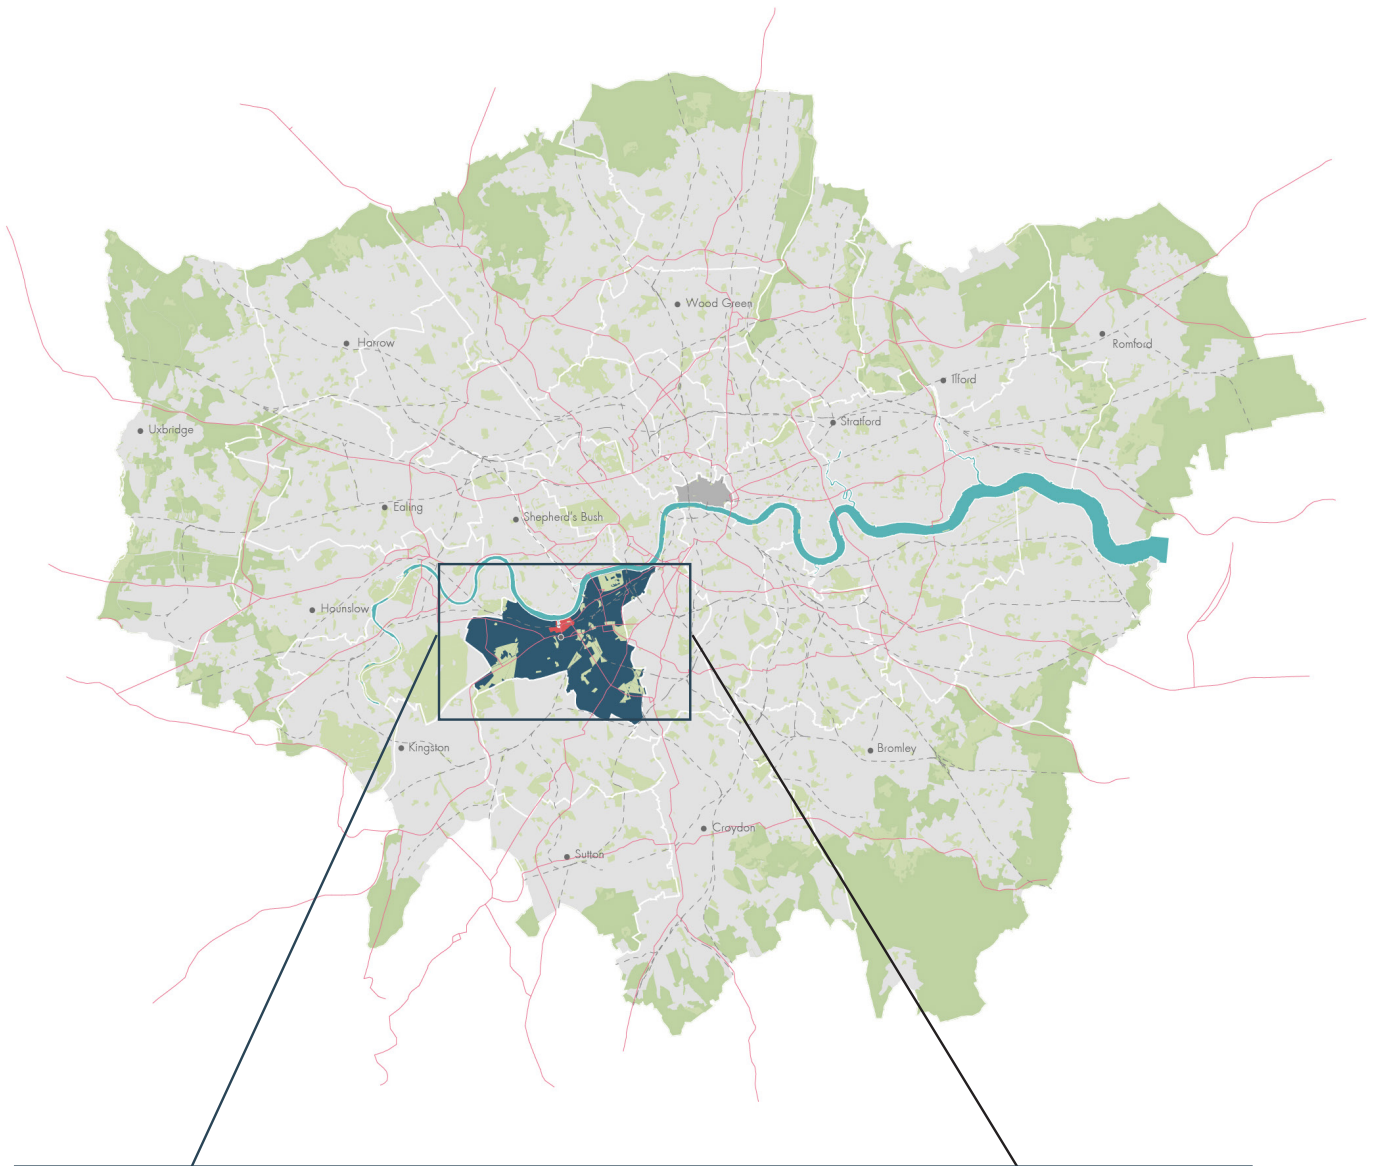 Wood Green
Harrow
Romford
Ilford
Stratford
Uxbridge
Ealing
Shepherd's Bush
Hounslow
Kingston
Bromley
Croydon
Sutton